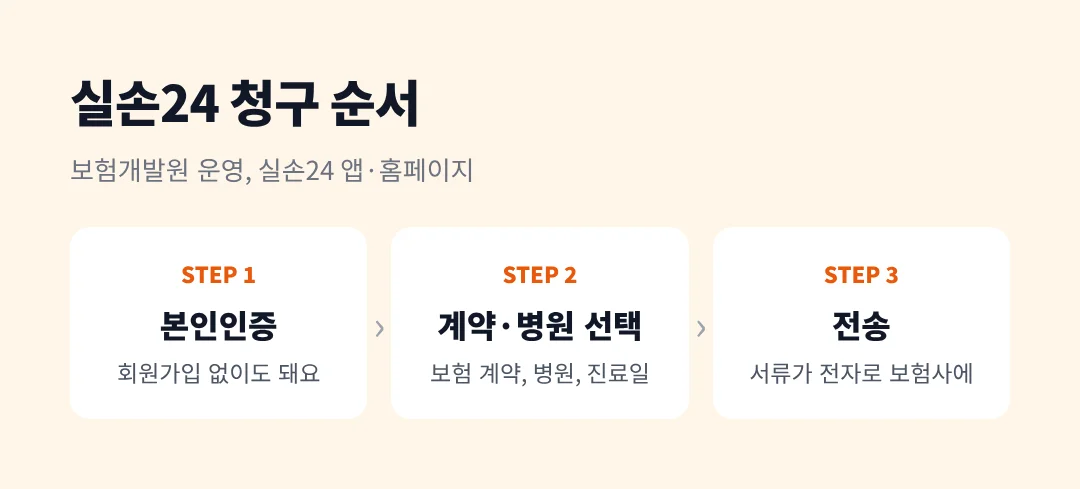 실손24 청구 순서
보험개발원 운영, 실손24 앱·홈페이지
STEP 1
본인인증
회원가입 없이도 돼요
›
STEP 2
계약·병원 선택
보험 계약, 병원, 진료일
›
STEP 3
전송
서류가 전자로 보험사에